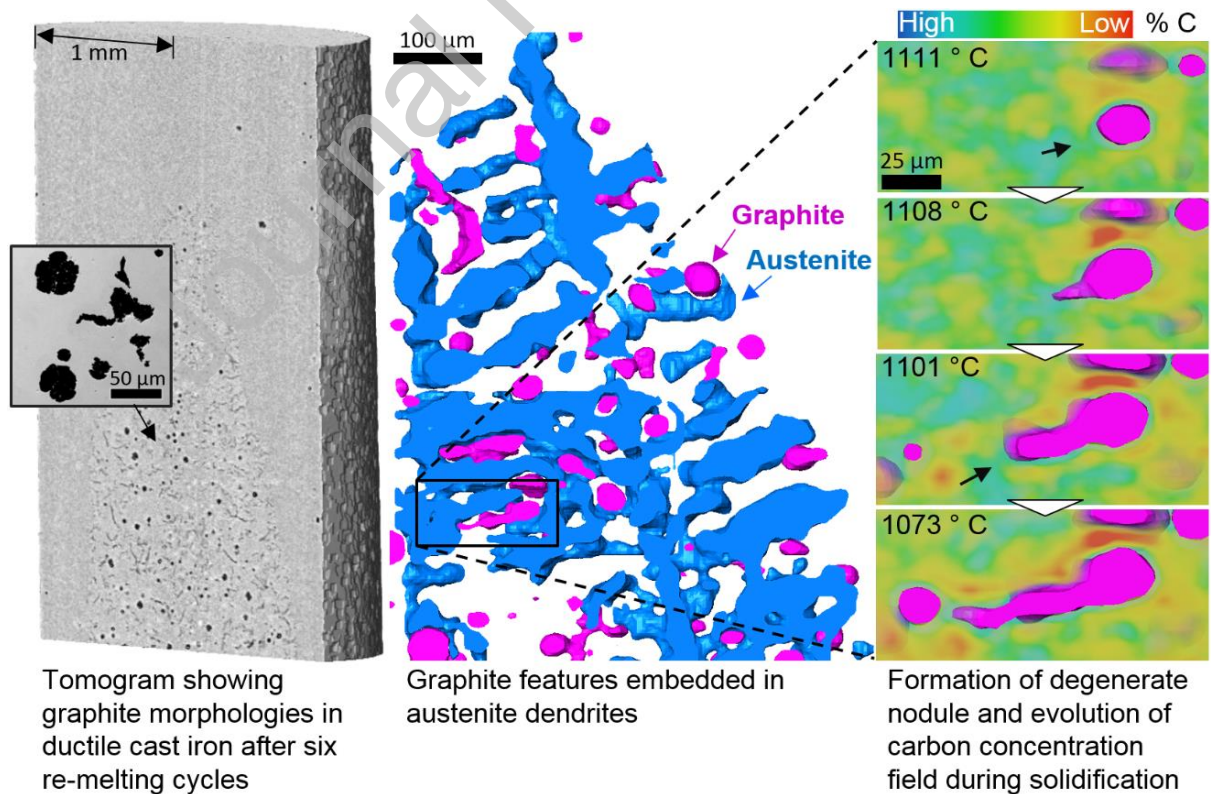 1 mm
50 µm
Tomogram showing
graphite morphologies in
ductile cast iron after six
re-melting cycles
100 µm
Graphite
Austenite
Graphite features embedded in
austenite dendrites
High Low % C
1111 ° C
25 µm
1108 ° C
1101 ° C
1073 ° C
Formation of degenerate
nodule and evolution of
carbon concentration
field during solidification